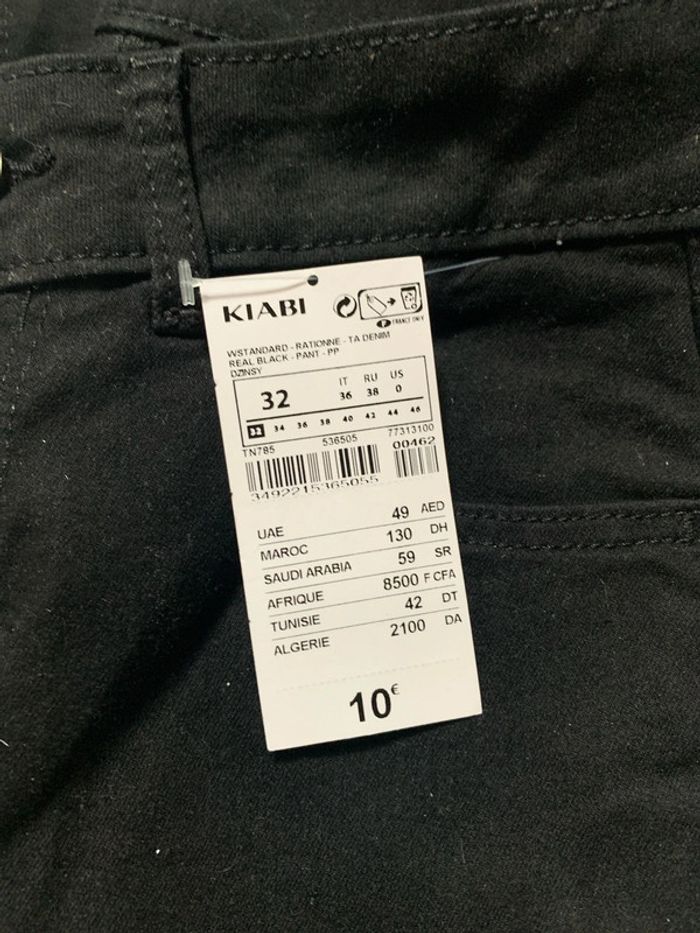 KIABI
FRANCE ONLY
WSTANDARD - RATIONNE - TA DENIM
REAL BLACK - PANT - PP
DZINSY
32
IT RU US
36 38 0
32 34 36 38 40 42 44 46
TN785 536505 77313100
00462
3492215365055
UAE 49 AED
MAROC 130 DH
SAUDI ARABIA 59 SR
AFRIQUE 8500 F CFA
TUNISIE 42 DT
ALGERIE 2100 DA
10€